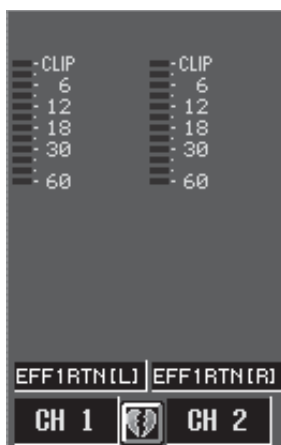 -CLIP -CLIP
- 6 - 6
- 12 - 12
- 18 - 18
- 30 - 30
- 60 - 60
EFF1RTN[L] EFF1RTN[R]
CH 1 CH 2